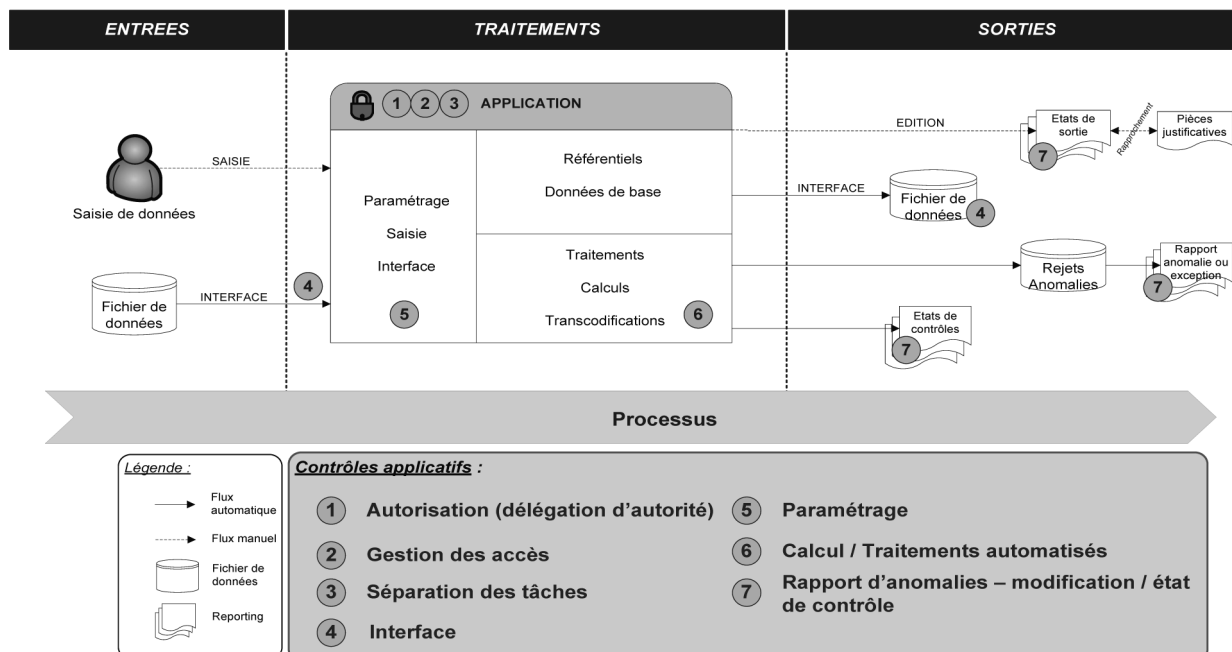 ENTREES
TRAITEMENTS
SORTIES
1 2 3 APPLICATION
SAISIE
Saisie de données
Fichier de
données
INTERFACE
4
Paramétrage
Saisie
Interface
5
Référentiels
Données de base
Traitements
Calculs
Transcodifications
6
EDITION
Etats de
sortie
7
Rapprochement
Pièces
justificatives
INTERFACE
Fichier de
données
4
Rejets
Anomalies
Rapport
anomalie ou
exception
7
Etats de
contrôles
7
Processus
Légende :
Flux
automatique
Flux manuel
Fichier de
données
Reporting
Contrôles applicatifs :
1 Autorisation (délégation d'autorité)
2 Gestion des accès
3 Séparation des tâches
4 Interface
5 Paramétrage
6 Calcul / Traitements automatisés
7 Rapport d'anomalies – modification / état
de contrôle